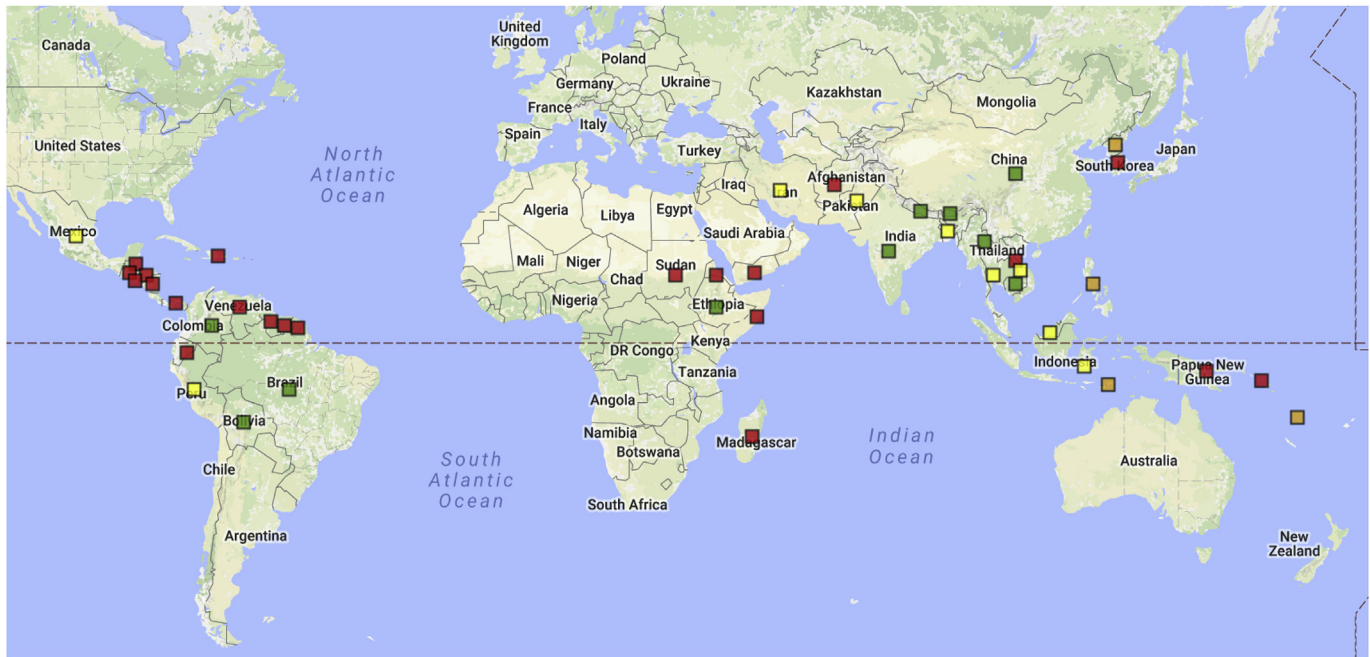 Canada
United
Kingdom
Poland
Germany
Ukraine
France
Kazakhstan
Mongolia
Italy
Spain
United States
Turkey
China
Japan
South Korea
North
Atlantic
Ocean
Iraq
Iran
Afghanistan
Pakistan
Algeria
Libya
Egypt
Saudi Arabia
India
Mexico
Mali
Niger
Chad
Sudan
Thailand
Nigeria
Ethiopia
Venezuela
Colombia
DR Congo
Kenya
Tanzania
Indonesia
Papua New
Guinea
Peru
Brazil
Angola
Bolivia
Namibia
Botswana
Madagascar
Indian
Ocean
South
Atlantic
Ocean
Chile
Australia
South Africa
Argentina
New
Zealand